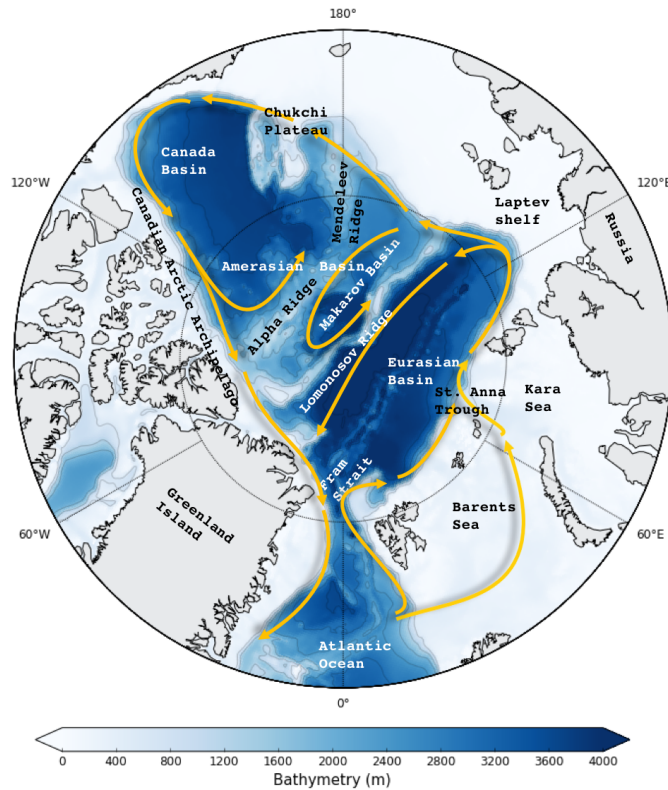 180°
Chukchi
Plateau
Canada
Basin
120°W
120°E
Laptev
shelf
Russia
Mendeleev
Ridge
Canadian Arctic Archipelago
Amerasian Basin
Makarov Basin
Alpha Ridge
Lomonosov Ridge
Eurasian
Basin
St. Anna
Trough
Kara
Sea
Fram
Strait
Greenland
Island
Barents
Sea
60°W
60°E
Atlantic
Ocean
0°
0 400 800 1200 1600 2000 2400 2800 3200 3600 4000
Bathymetry (m)